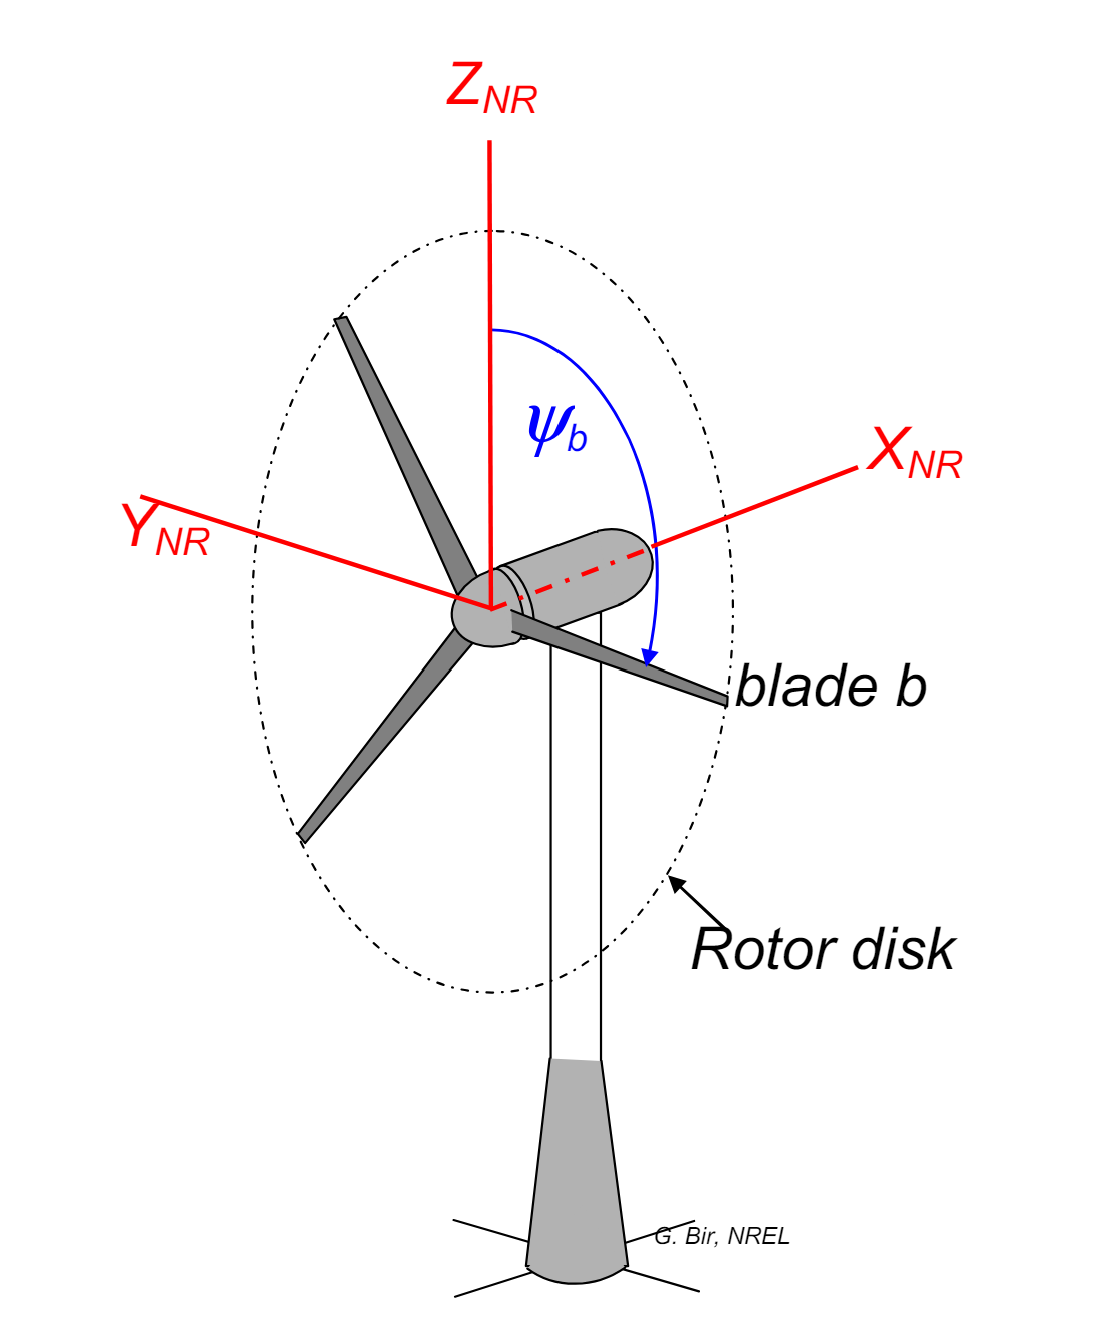 Z_NR
ψ_b
X_NR
Y_NR
blade b
Rotor disk
G. Bir, NREL